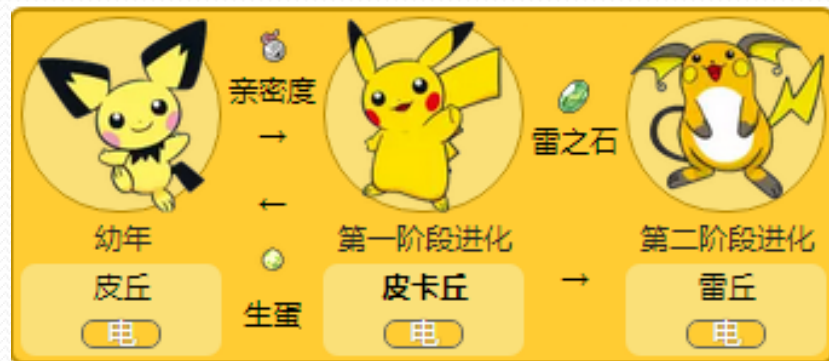 亲密度
→
雷之石
←
幼年
第一阶段进化
第二阶段进化
皮丘
生蛋
皮卡丘
→
雷丘
电
电
电